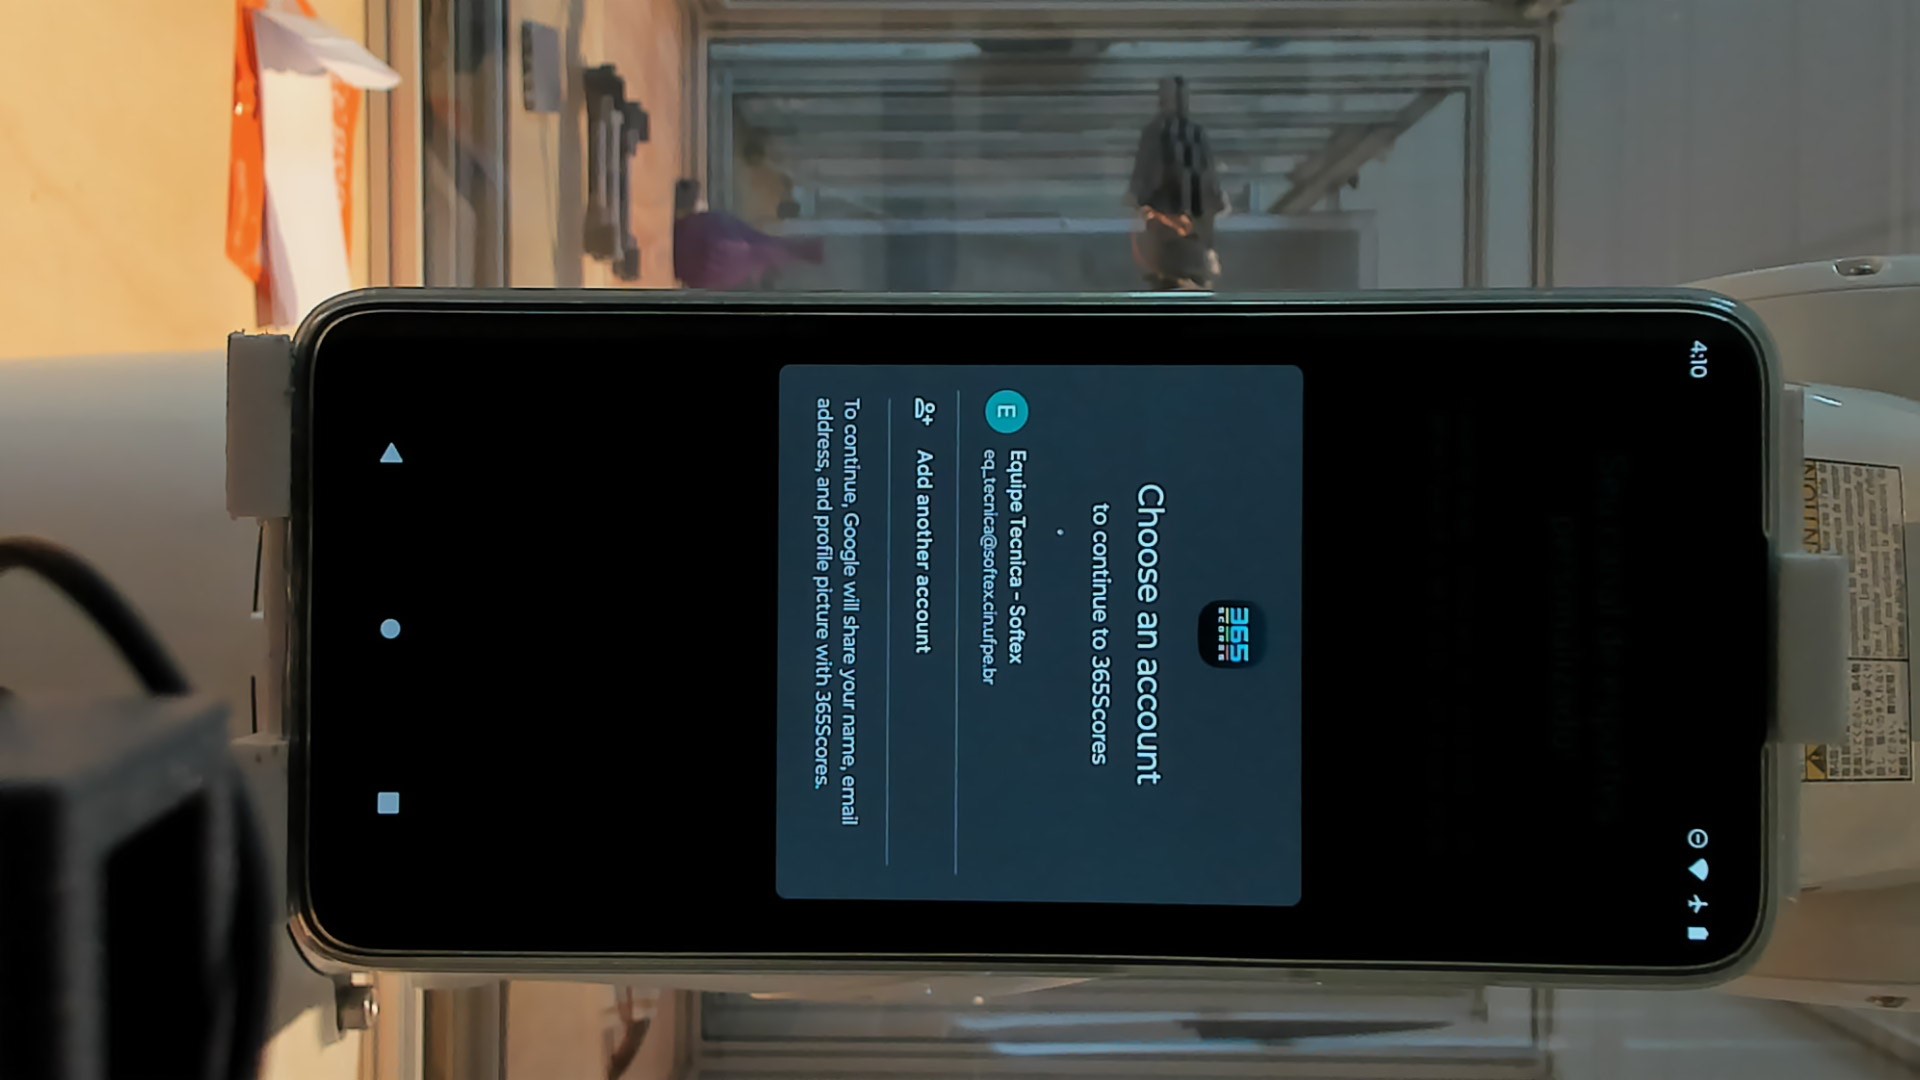 4:10
365
SCORES
Choose an account
to continue to 365Scores
E
Equipe Tecnica - Softex
eq_tecnica@softex.cin.ufpe.br
Add another account
To continue, Google will share your name, email
address, and profile picture with 365Scores.